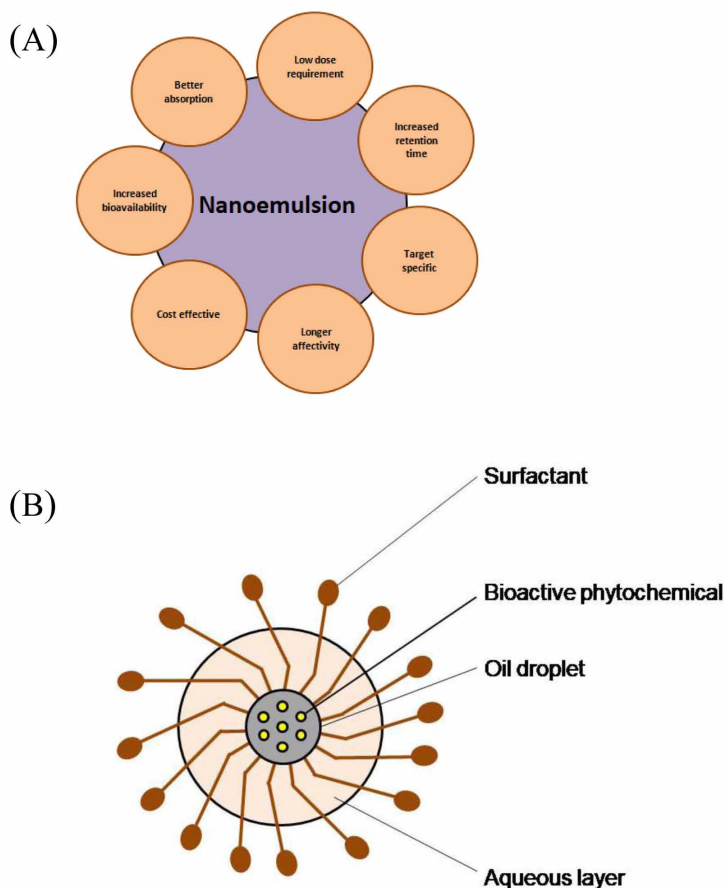 (A)
Low dose
requirement
Better
absorption
Increased
retention
time
Increased
bioavailability
Nanoemulsion
Target
specific
Cost effective
Longer
affectivity
(B)
Surfactant
Bioactive phytochemical
Oil droplet
Aqueous layer